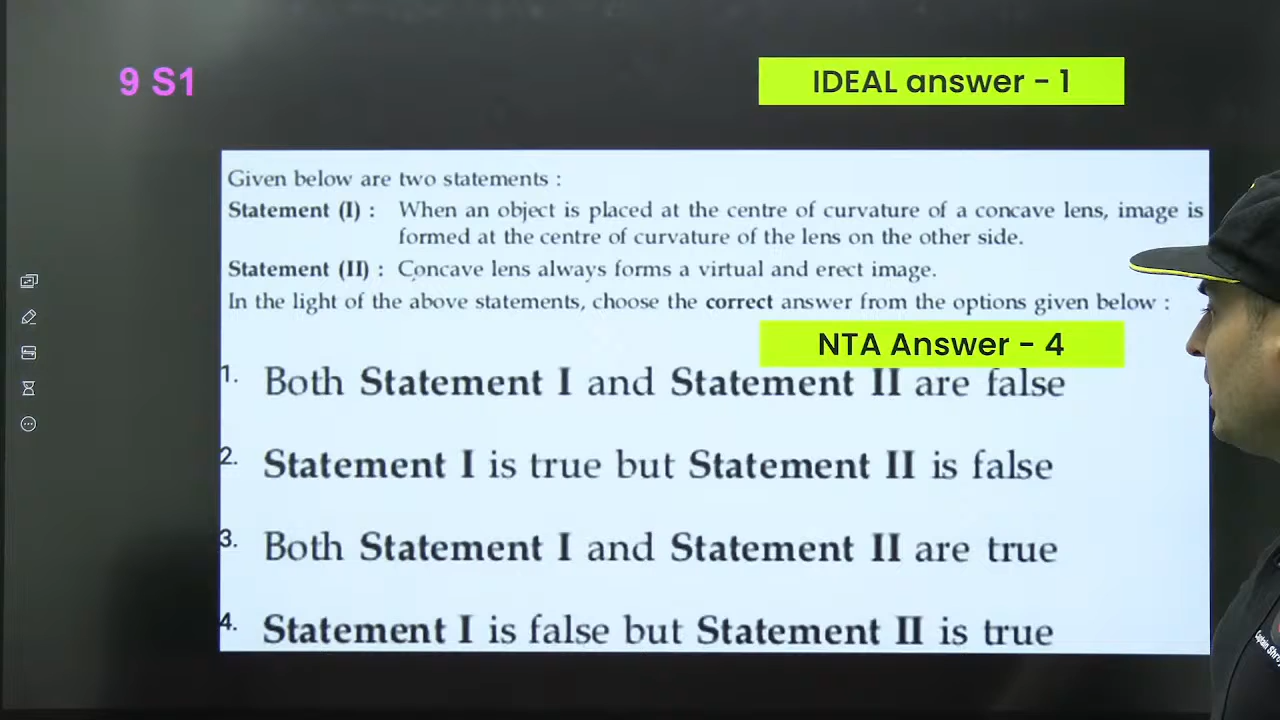 9 S1
IDEAL answer - 1
Given below are two statements :
Statement (I) : When an object is placed at the centre of curvature of a concave lens, image is
formed at the centre of curvature of the lens on the other side.
Statement (II) : Concave lens always forms a virtual and erect image.
In the light of the above statements, choose the correct answer from the options given below :
NTA Answer - 4
1. Both Statement I and Statement II are false
2. Statement I is true but Statement II is false
3. Both Statement I and Statement II are true
4. Statement I is false but Statement II is true